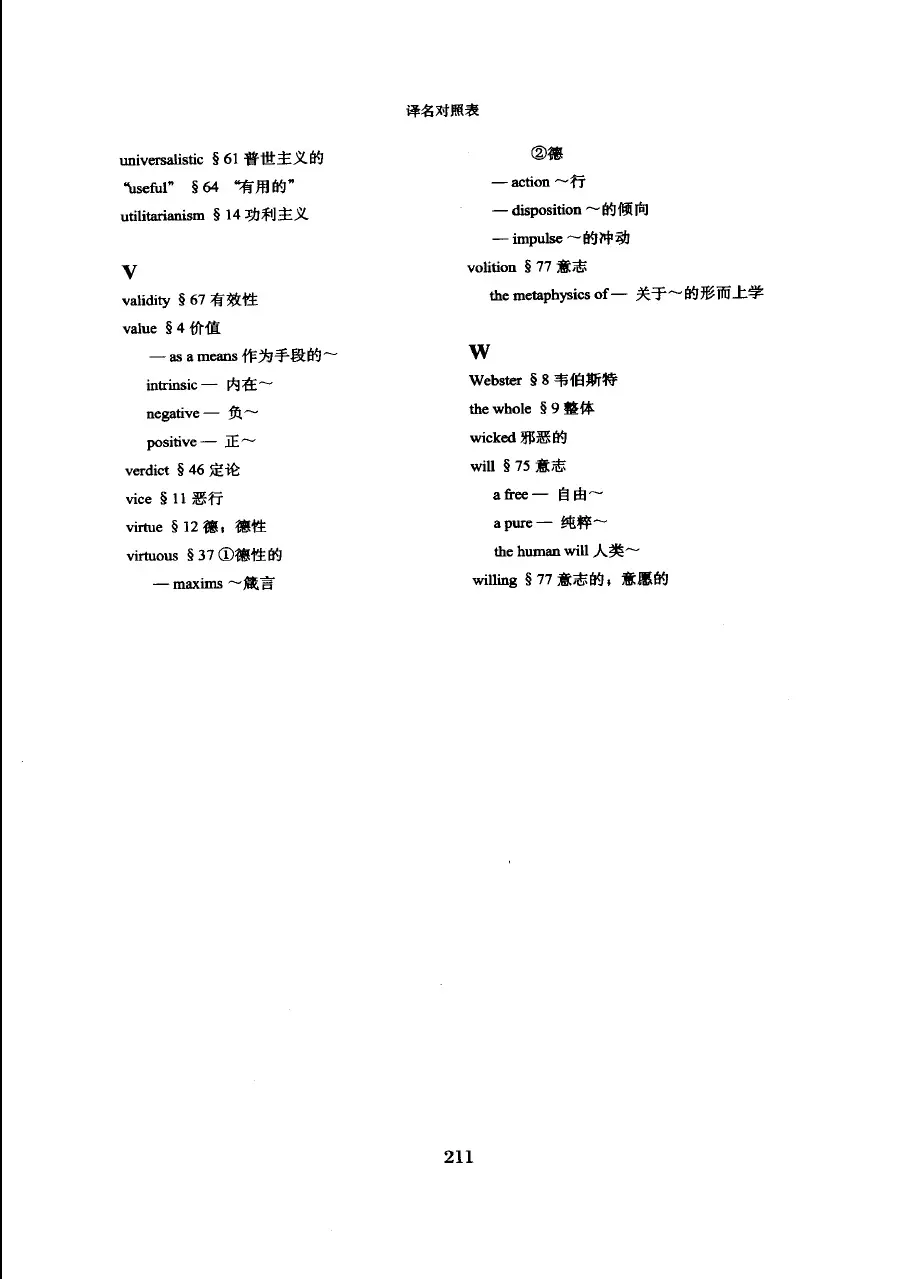 译名对照表
universalistic § 61 普世主义的
“useful” § 64 “有用的”
utilitarianism § 14 功利主义
V
validity § 67 有效性
value § 4 价值
— as a means 作为手段的～
intrinsic — 内在～
negative — 负～
positive — 正～
verdict § 46 定论
vice § 11 恶行
virtue § 12 德；德性
virtuous § 37 ①德性的
— maxims ～箴言
②德
— action ～行
— disposition ～的倾向
— impulse ～的冲动
volition § 77 意志
the metaphysics of — 关于～的形而上学
W
Webster § 8 韦伯斯特
the whole § 9 整体
wicked 邪恶的
will § 75 意志
a free — 自由～
a pure — 纯粹～
the human will 人类～
willing § 77 意志的；意愿的
211